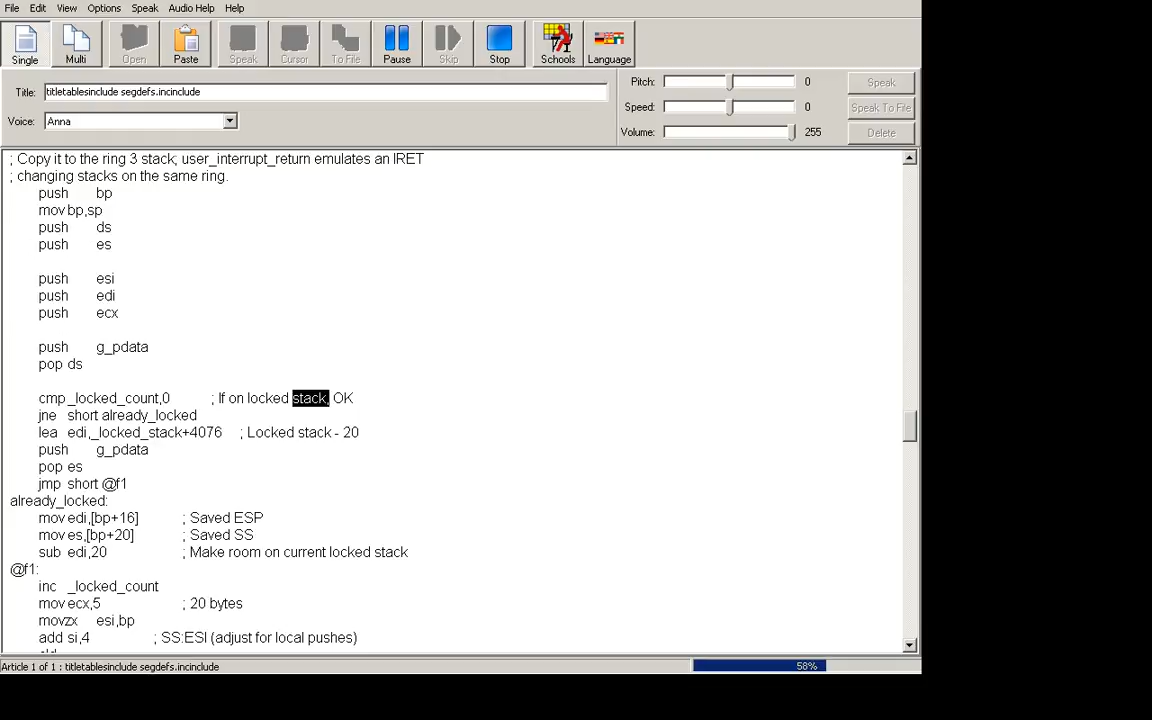 File Edit View Options Speak Audio Help Help
Single Multi Open Paste Speak Cursor To File Pause Skip Stop Schools Language
Title: titletablesinclude segdefs.incinclude
Voice: Anna
Pitch: 0 Speak
Speed: 0 Speak To File
Volume: 255 Delete
; Copy it to the ring 3 stack; user_interrupt_return emulates an IRET
; changing stacks on the same ring.
push bp
mov bp,sp
push ds
push es
push esi
push edi
push ecx
push g_pdata
pop ds
cmp _locked_count,0 ; If on locked stack, OK
jne short already_locked
lea edi,_locked_stack+4076 ; Locked stack - 20
push g_pdata
pop es
jmp short @f1
already_locked:
mov edi,[bp+16] ; Saved ESP
mov es,[bp+20] ; Saved SS
sub edi,20 ; Make room on current locked stack
@f1:
inc _locked_count
mov ecx,5 ; 20 bytes
movzx esi,bp
add si,4 ; SS:ESI (adjust for local pushes)
Article 1 of 1 : titletablesinclude segdefs.incinclude 58%